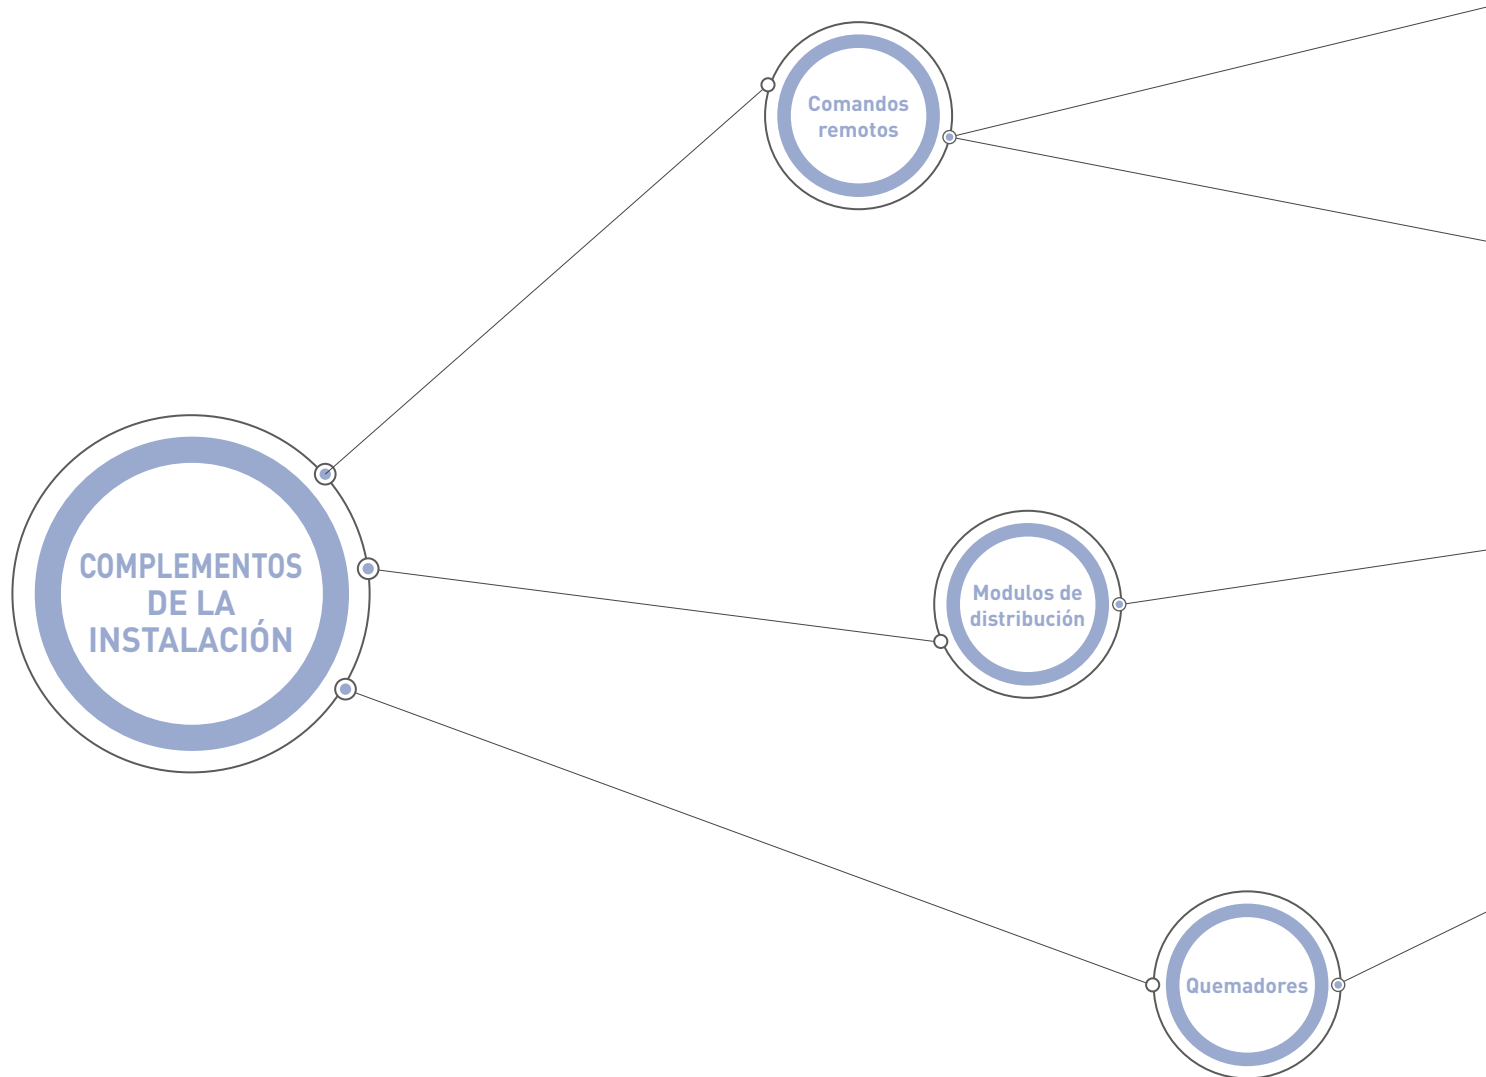 Comandos
remotos
COMPLEMENTOS
DE LA
INSTALACIÓN
Modulos de
distribución
Quemadores